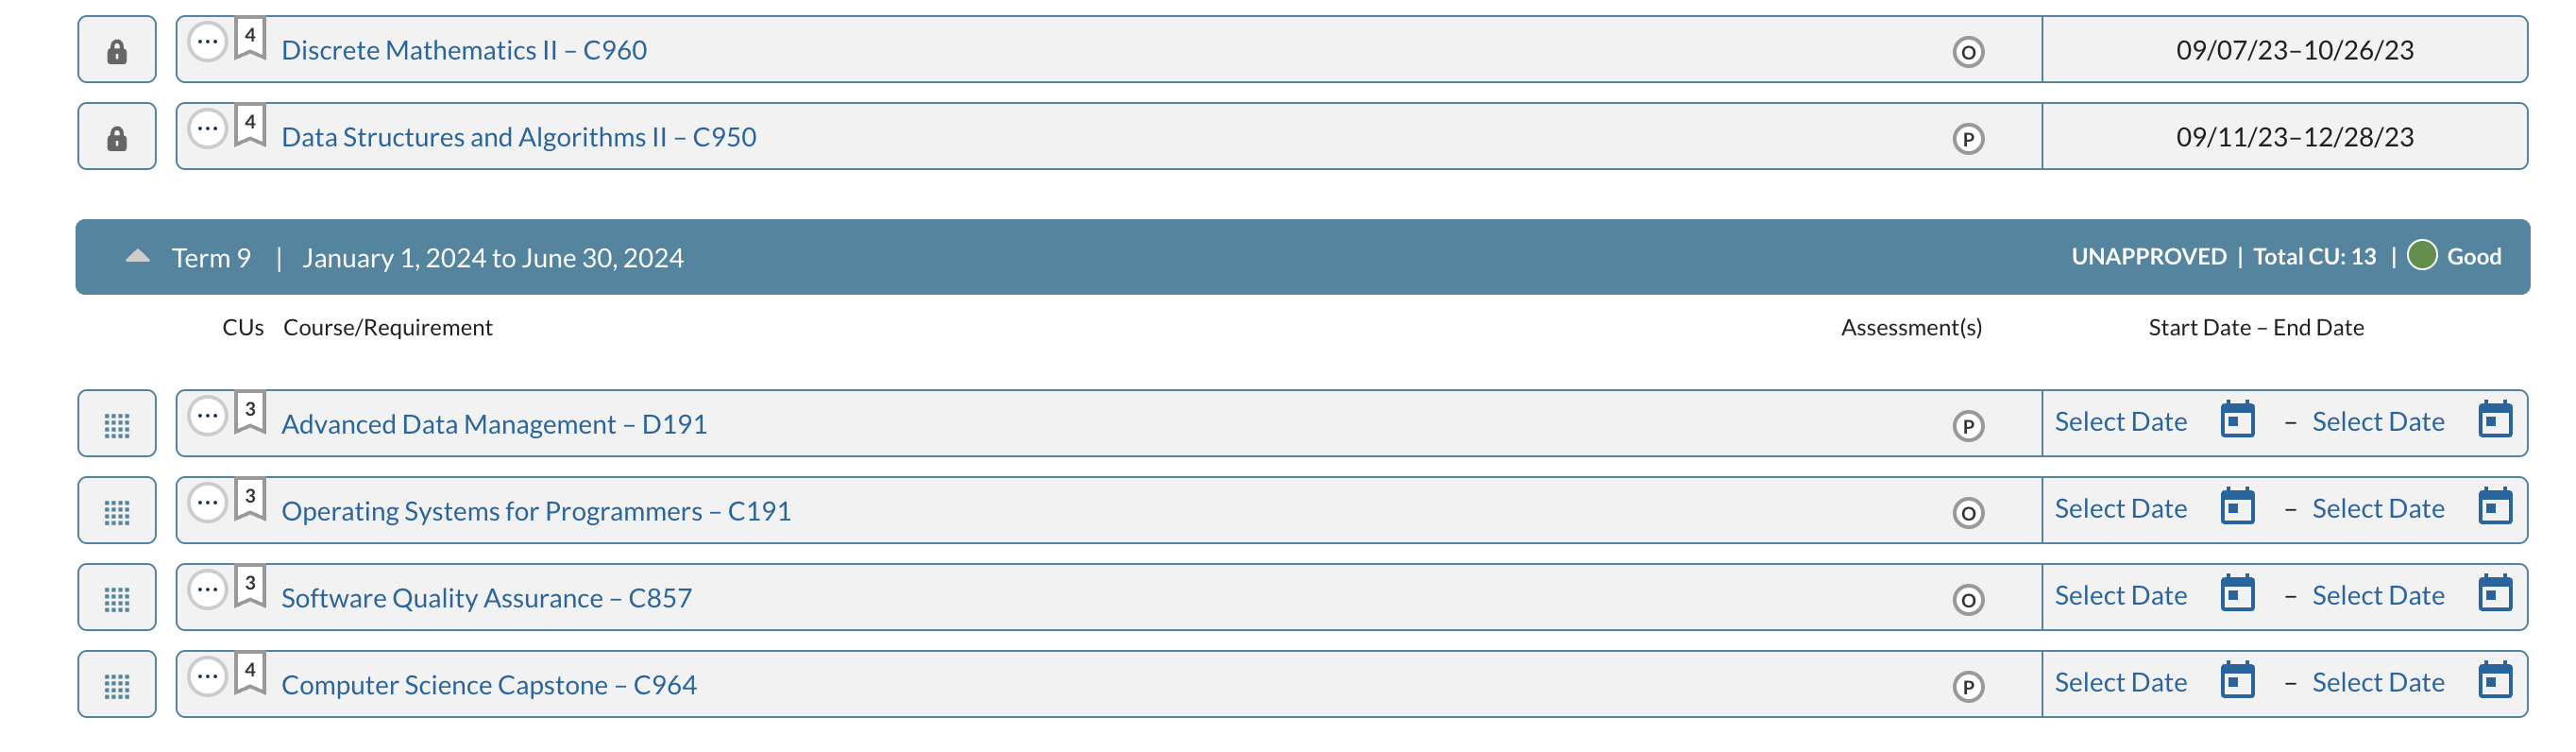 4 Discrete Mathematics II – C960 O 09/07/23–10/26/23
4 Data Structures and Algorithms II – C950 P 09/11/23–12/28/23
Term 9 | January 1, 2024 to June 30, 2024 UNAPPROVED | Total CU: 13 | Good
CUs Course/Requirement Assessment(s) Start Date – End Date
3 Advanced Data Management – D191 P Select Date – Select Date
3 Operating Systems for Programmers – C191 O Select Date – Select Date
3 Software Quality Assurance – C857 O Select Date – Select Date
4 Computer Science Capstone – C964 P Select Date – Select Date